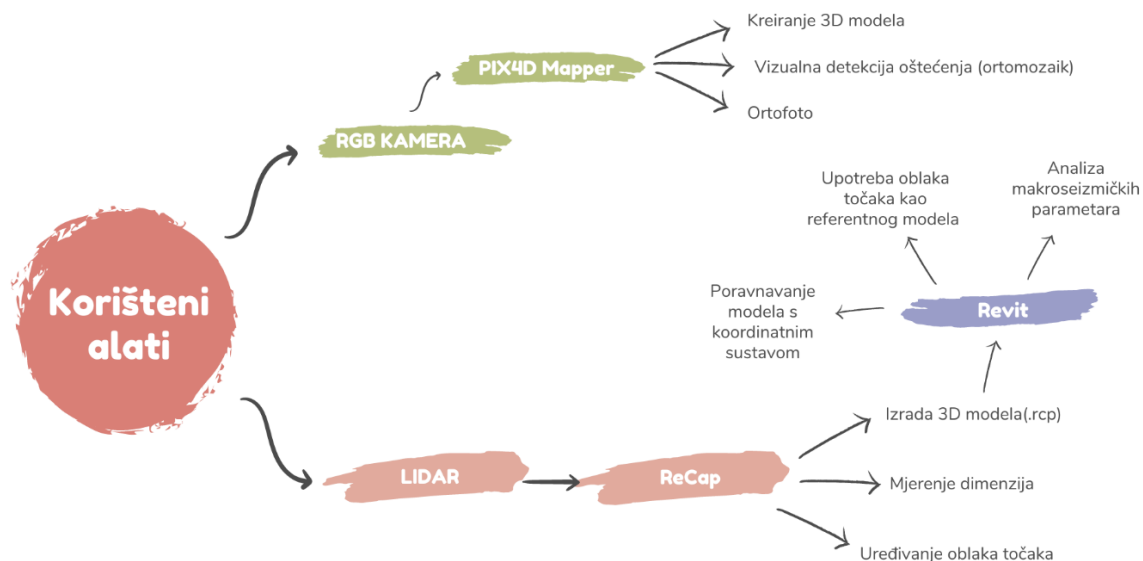 Kreiranje 3D modela
PIX4D Mapper
Vizualna detekcija oštećenja (ortomozaik)
Ortofoto
RGB KAMERA
Upotreba oblaka
točaka kao
referentnog modela
Analiza
makroseizmičkih
parametara
Korišteni
alati
Poravnavanje
modela s
koordinatnim
sustavom
Revit
Izrada 3D modela(.rcp)
LIDAR
ReCap
Mjerenje dimenzija
Uređivanje oblaka točaka